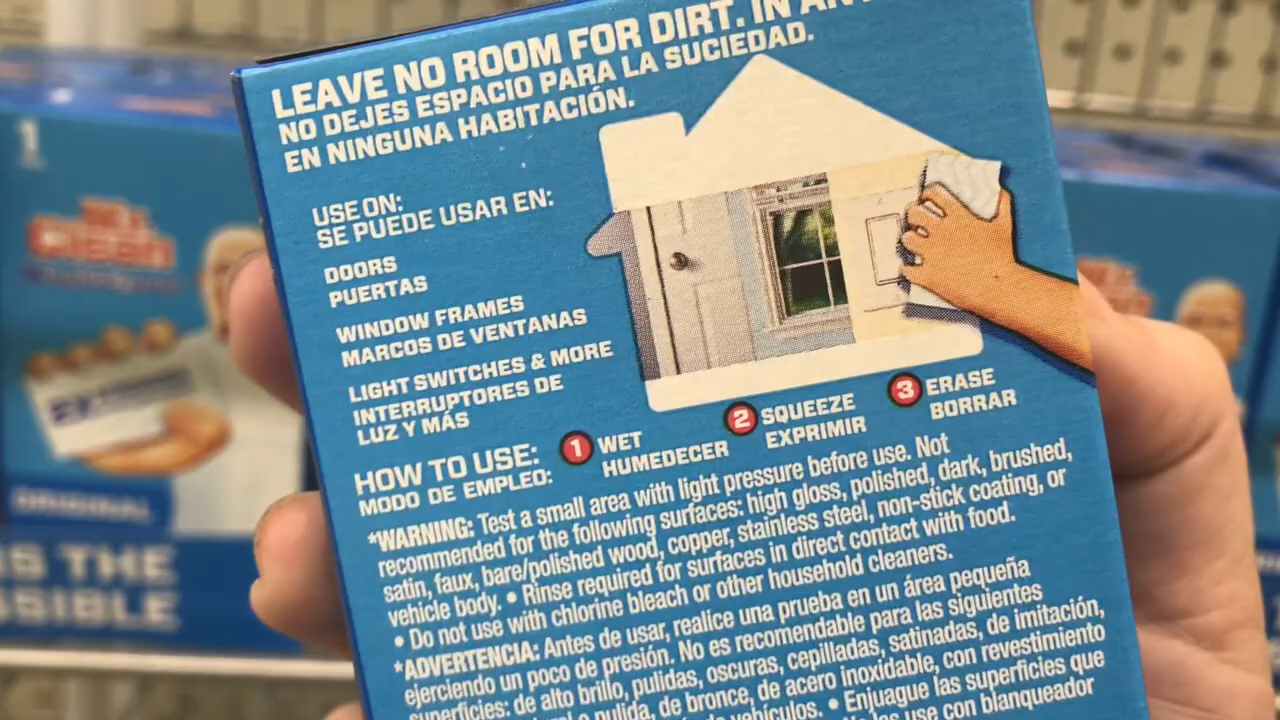 LEAVE NO ROOM FOR DIRT. IN
NO DEJES ESPACIO PARA LA SUCIEDAD.
EN NINGUNA HABITACIÓN.
USE ON:
SE PUEDE USAR EN:
DOORS
PUERTAS
WINDOW FRAMES
MARCOS DE VENTANAS
LIGHT SWITCHES & MORE
INTERRUPTORES DE
LUZ Y MÁS
HOW TO USE:
MODO DE EMPLEO:
1 WET
HUMEDECER
2 SQUEEZE
EXPRIMIR
3 ERASE
BORRAR
*WARNING: Test a small area with light pressure before use. Not
recommended for the following surfaces: high gloss, polished, dark, brushed,
satin, faux, bare/polished wood, copper, stainless steel, non-stick coating, or
vehicle body. • Rinse required for surfaces in direct contact with food.
• Do not use with chlorine bleach or other household cleaners.
*ADVERTENCIA: Antes de usar, realice una prueba en un área pequeña
ejerciendo un poco de presión. No es recomendable para las siguientes
superficies: de alto brillo, pulidas, oscuras, cepilladas, satinadas, de imitación,
o pulida, de bronce, de acero inoxidable, con revestimiento
vehículos. • Enjuague las superficies que
use con blanqueador
1
Mr.
Clean
ORIGINAL
THE